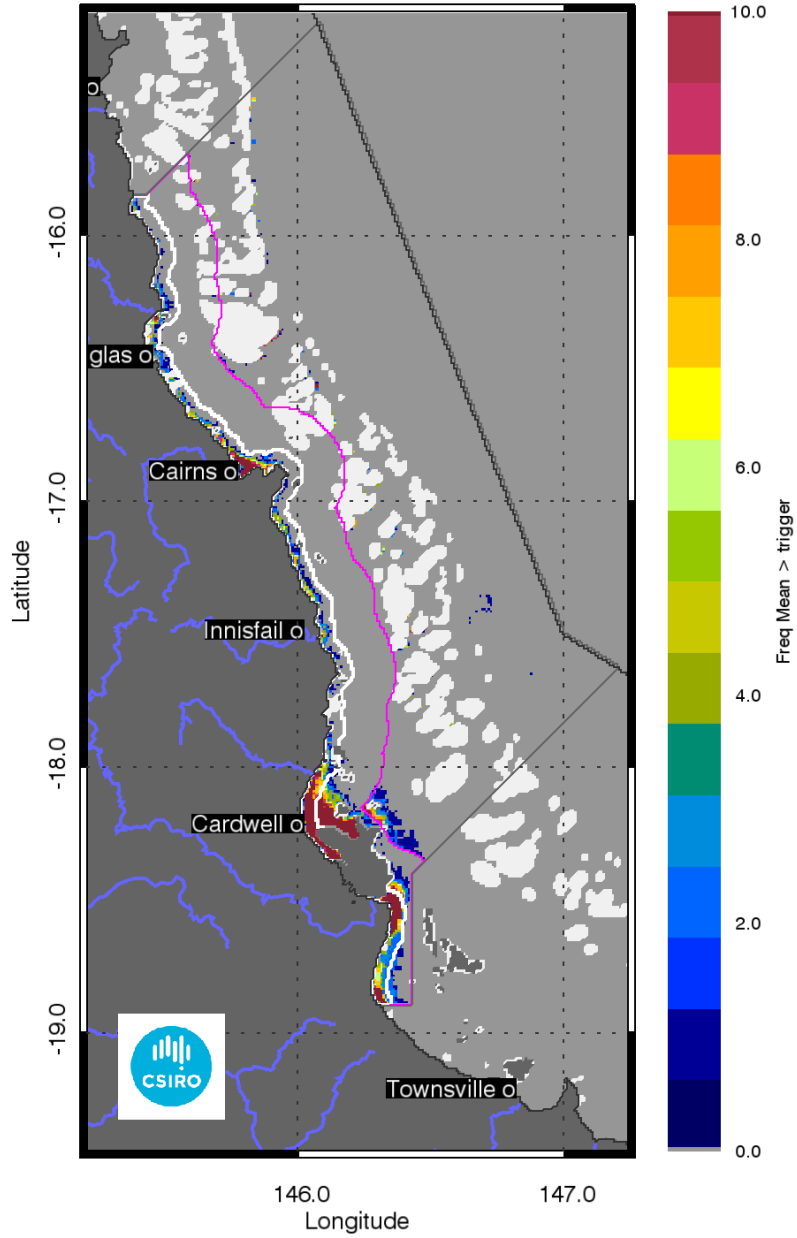 10.0
8.0
6.0
4.0
2.0
0.0
Freq Mean > trigger
-16.0
-17.0
-18.0
-19.0
Latitude
o
glas o
Cairns o
Innisfail o
Cardwell o
Townsville o
CSIRO
146.0
147.0
Longitude